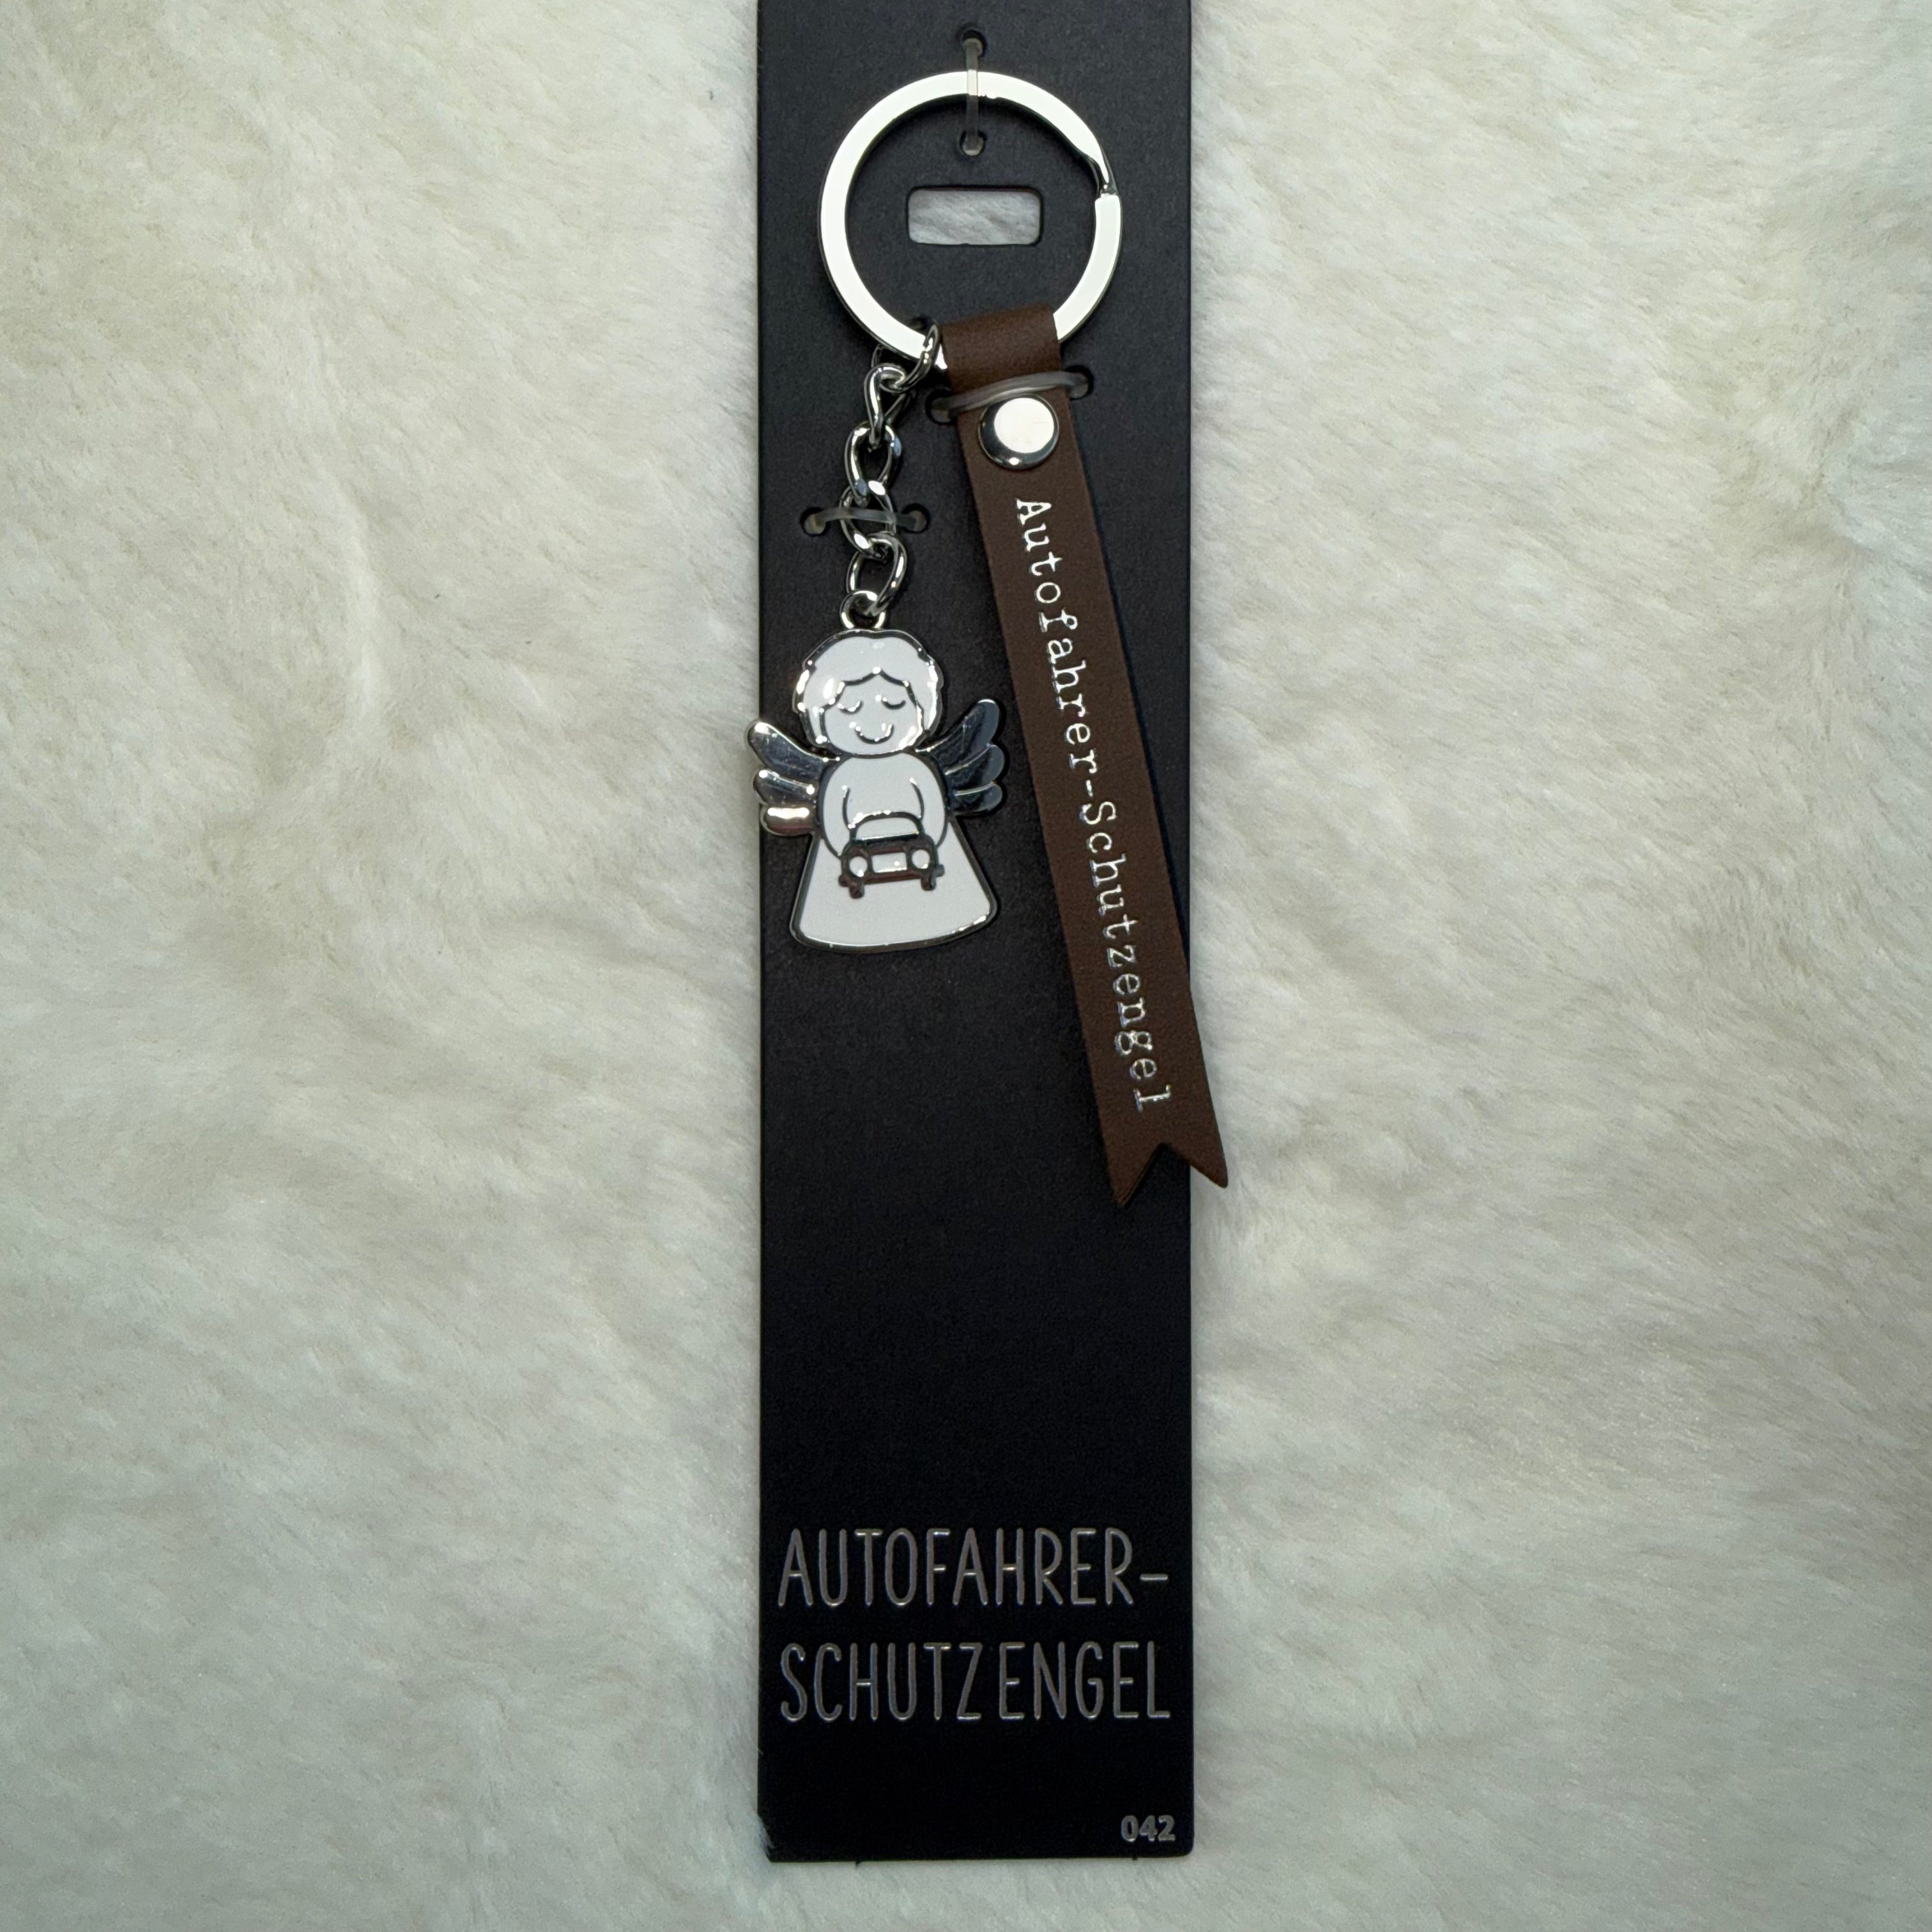 Autofahrer-Schutzengel
AUTOFAHRER-
SCHUTZENGEL
042